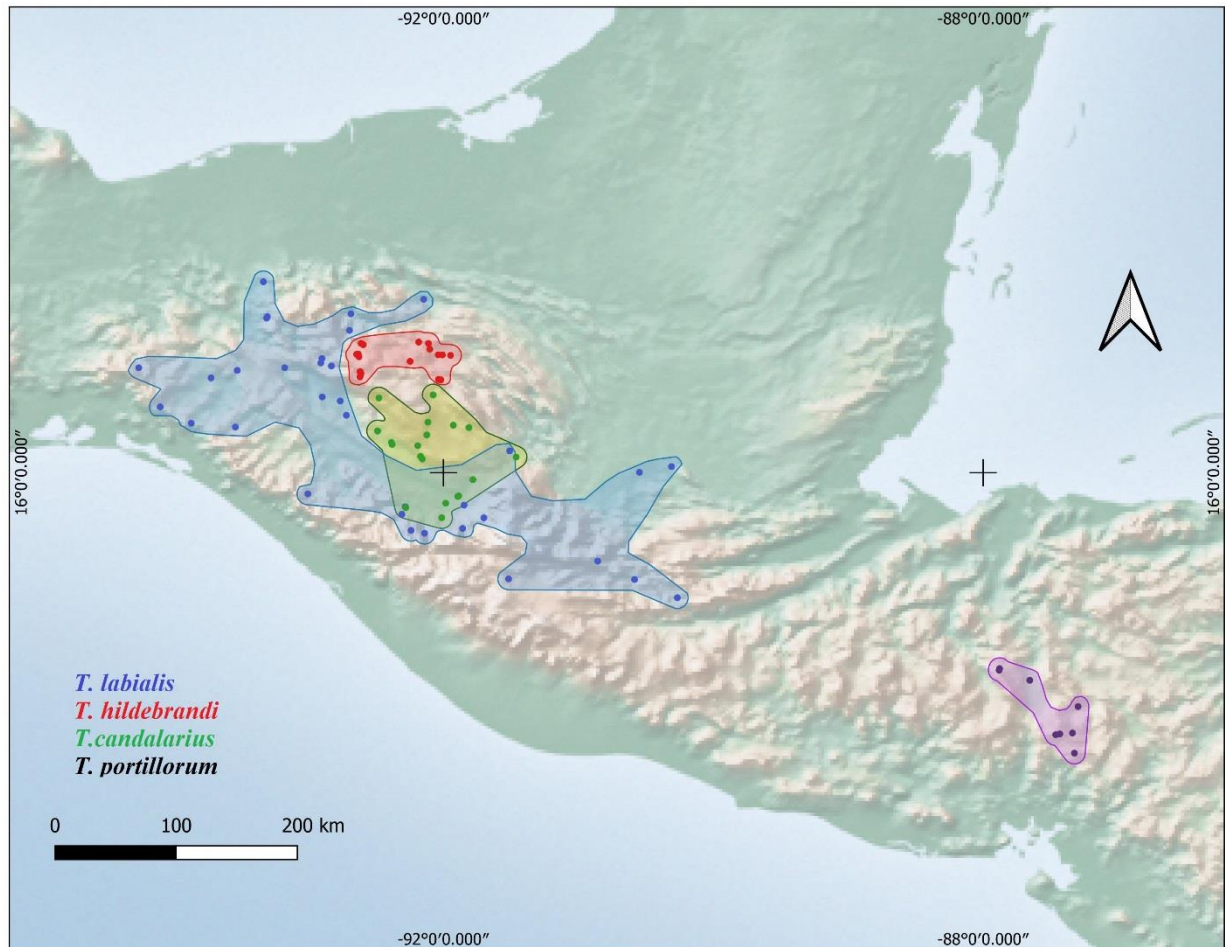 -92°0′0.000″ -88°0′0.000″
16°0′0.000″ 16°0′0.000″
T. labialis
T. hildebrandi
T.candalarius
T. portillorum
0 100 200 km
-92°0′0.000″ -88°0′0.000″